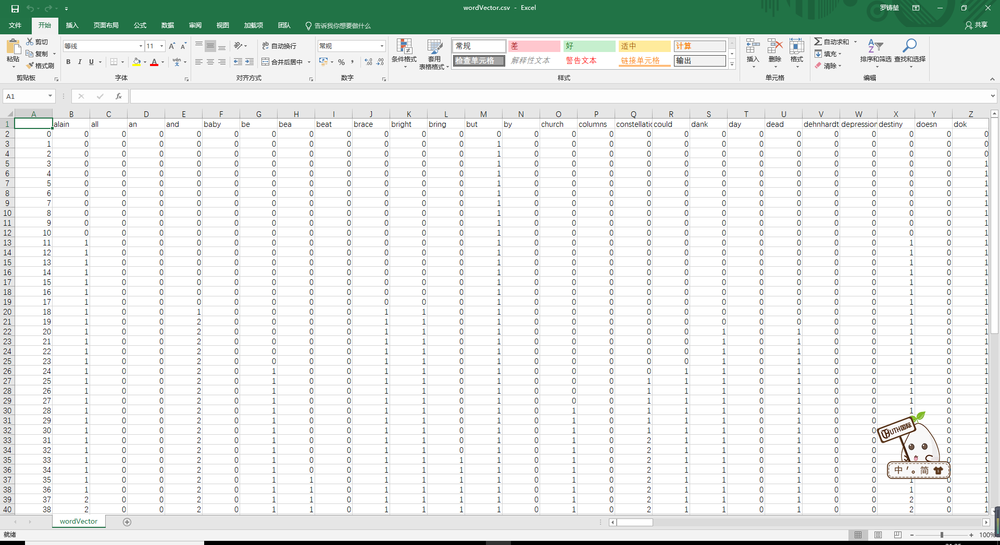 wordVector.csv - Excel
罗铸堃
文件 开始 插入 页面布局 公式 数据 审阅 视图 加载项 团队 告诉我你想要做什么 共享
粘贴 剪切 等线 11 自动换行 常规 条件格式 套用 常规 差 好 适中 计算 插入 删除 格式 自动求和 排序和筛选 查找和选择
复制 B I U 合并后居中 % 表格格式 检查单元格 解释性文本 警告文本 链接单元格 输出 填充
格式刷 清除
剪贴板 字体 对齐方式 数字 样式 单元格 编辑
A1 fx
A B C D E F G H I J K L M N O P Q R S T U V W X Y Z
1 alain all an and baby be bea beat brace bright bring but by church columns constellatic could dank day dead dehnhardt depression destiny doesn dok
2 0 0 0 0 0 0 0 0 0 0 0 0 0 0 0 0 0 0 0 0 0 0 0 0 0 0
3 1 0 0 0 0 0 0 0 0 0 0 0 1 0 0 0 0 0 0 0 0 0 0 0 0 0
4 2 0 0 0 0 0 0 0 0 0 0 0 1 0 0 0 0 0 0 0 0 0 0 0 0 0
5 3 0 0 0 0 0 0 0 0 0 0 0 1 0 0 0 0 0 0 0 0 0 0 0 0 1
6 4 0 0 0 0 0 0 0 0 0 0 0 1 0 0 0 0 0 0 0 0 0 0 0 0 1
7 5 0 0 0 0 0 0 0 0 0 0 0 1 0 0 0 0 0 0 0 0 0 0 0 0 1
8 6 0 0 0 0 0 0 0 0 0 0 0 1 0 0 0 0 0 0 0 0 0 0 0 0 1
9 7 0 0 0 0 0 0 0 0 0 0 0 1 0 0 0 0 0 0 0 0 0 0 0 0 1
10 8 0 0 0 0 0 0 0 0 0 0 0 1 0 0 0 0 0 0 0 0 0 0 0 0 1
11 9 0 0 0 0 0 0 0 0 0 0 0 1 0 0 0 0 0 0 0 0 0 0 0 0 1
12 10 0 0 0 0 0 0 0 0 0 0 0 1 0 0 0 0 0 0 0 0 0 0 0 0 1
13 11 1 0 0 0 0 0 0 0 0 0 0 1 0 0 0 0 0 0 0 0 0 0 1 0 1
14 12 1 0 0 0 0 0 0 0 0 0 0 1 0 0 0 0 0 0 0 0 0 0 1 0 1
15 13 1 0 0 0 0 0 0 0 0 0 0 1 0 0 0 0 0 0 0 0 0 0 1 0 1
16 14 1 0 0 0 0 0 0 0 0 0 0 1 0 0 0 0 0 0 0 0 0 0 1 0 1
17 15 1 0 0 0 0 0 0 0 0 0 0 1 0 0 0 0 0 0 0 0 0 0 1 0 1
18 16 1 0 0 0 0 0 0 0 0 0 0 1 0 0 0 0 0 0 0 0 0 0 1 0 1
19 17 1 0 0 0 0 0 0 0 0 0 0 1 0 0 0 0 0 0 0 0 0 0 1 0 1
20 18 1 0 0 1 0 0 0 0 1 1 0 1 0 0 0 0 0 0 0 0 0 0 1 0 1
21 19 1 0 0 2 0 0 0 0 1 1 0 1 0 0 0 0 0 0 0 0 0 0 1 0 1
22 20 1 0 0 2 0 0 0 0 1 1 0 1 0 0 0 0 0 1 0 1 0 0 1 0 1
23 21 1 0 0 2 0 0 0 0 1 1 0 1 0 0 0 0 0 1 0 1 0 0 1 0 1
24 22 1 0 0 2 0 0 0 0 1 1 0 1 0 0 0 0 0 1 0 1 0 0 1 0 1
25 23 1 0 0 2 0 0 0 0 1 1 0 1 0 0 0 0 0 1 0 1 0 0 1 0 1
26 24 1 0 0 2 0 1 0 0 1 1 0 1 0 0 0 0 1 1 0 1 0 0 1 0 1
27 25 1 0 0 2 0 1 0 0 1 1 0 1 0 0 0 1 1 1 0 1 0 0 1 0 1
28 26 1 0 0 2 0 1 0 0 1 1 0 1 0 0 0 1 1 1 0 1 0 0 1 0 1
29 27 1 0 0 2 0 1 0 0 1 1 0 1 0 0 0 1 1 1 0 1 0 0 1 0 1
30 28 1 0 0 2 0 1 0 0 1 1 0 1 0 1 0 1 1 1 0 1 0 0 1 0 1
31 29 1 0 0 2 0 1 0 0 1 1 0 1 0 1 0 1 1 1 0 1 0 0 0 1
32 30 1 0 0 2 0 1 0 0 1 1 0 1 0 1 0 1 1 1 0 1 0 0 0 1
33 31 1 0 0 2 0 1 0 0 1 1 0 1 0 1 0 2 1 1 0 1 0 0 0 1
34 32 1 0 0 2 0 1 0 0 1 1 0 1 0 1 0 2 1 1 0 1 0 0 0 1
35 33 1 0 0 2 0 1 0 0 1 1 1 1 0 1 0 2 1 1 0 1 0 0 0 1
36 34 1 0 0 2 0 1 0 0 1 1 1 1 0 1 0 2 1 1 0 1 0 0 0 1
37 35 1 0 0 2 0 1 1 0 1 1 1 1 0 1 0 2 1 1 0 1 0 0 1 0 1
38 36 1 0 0 2 0 1 1 0 1 1 1 1 0 1 0 2 1 1 0 1 0 0 1 0 1
39 37 2 0 0 2 0 1 1 0 1 1 1 1 0 1 0 2 1 1 0 1 0 0 2 0 1
40 38 2 0 0 2 0 1 1 0 1 1 1 1 0 1 0 2 1 1 0 1 0 0 2 0 1
UTH国际
中 ′ 。 简
wordVector
就绪 100%